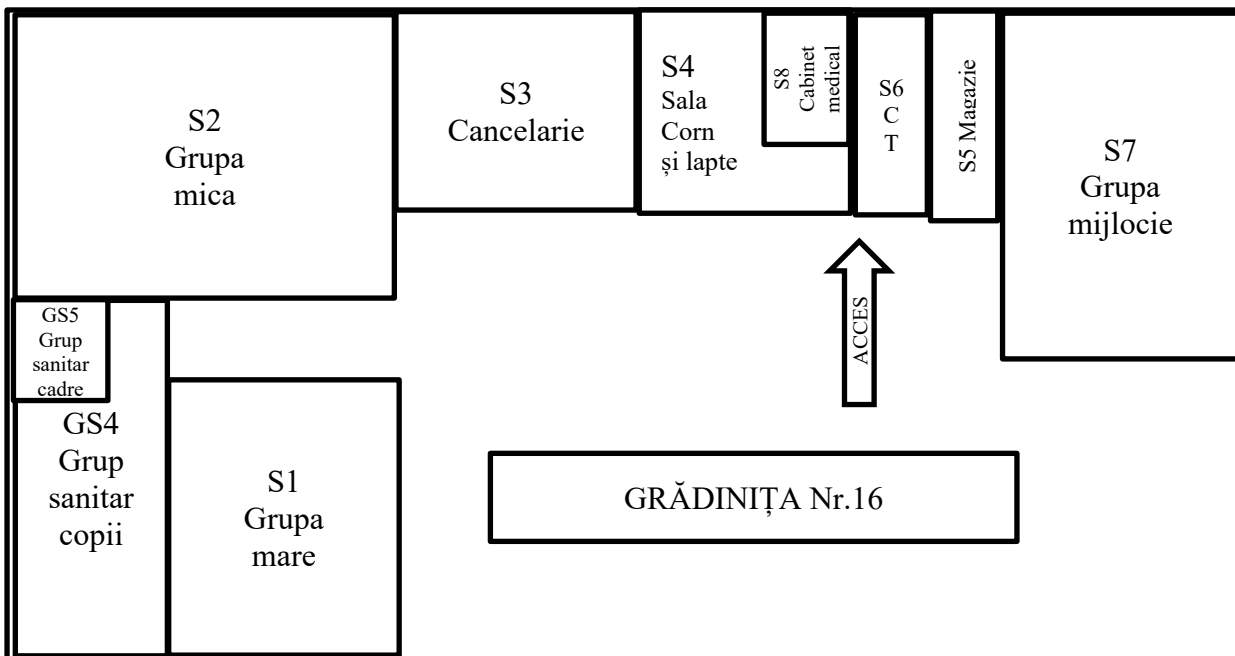 S2
Grupa
mica
S3
Cancelarie
S4
Sala
Corn
și lapte
S8
Cabinet
medical
S6
C
T
S5 Magazie
S7
Grupa
mijlocie
GS5
Grup
sanitar
cadre
GS4
Grup
sanitar
copii
S1
Grupa
mare
ACCES
GRĂDINIȚA Nr.16